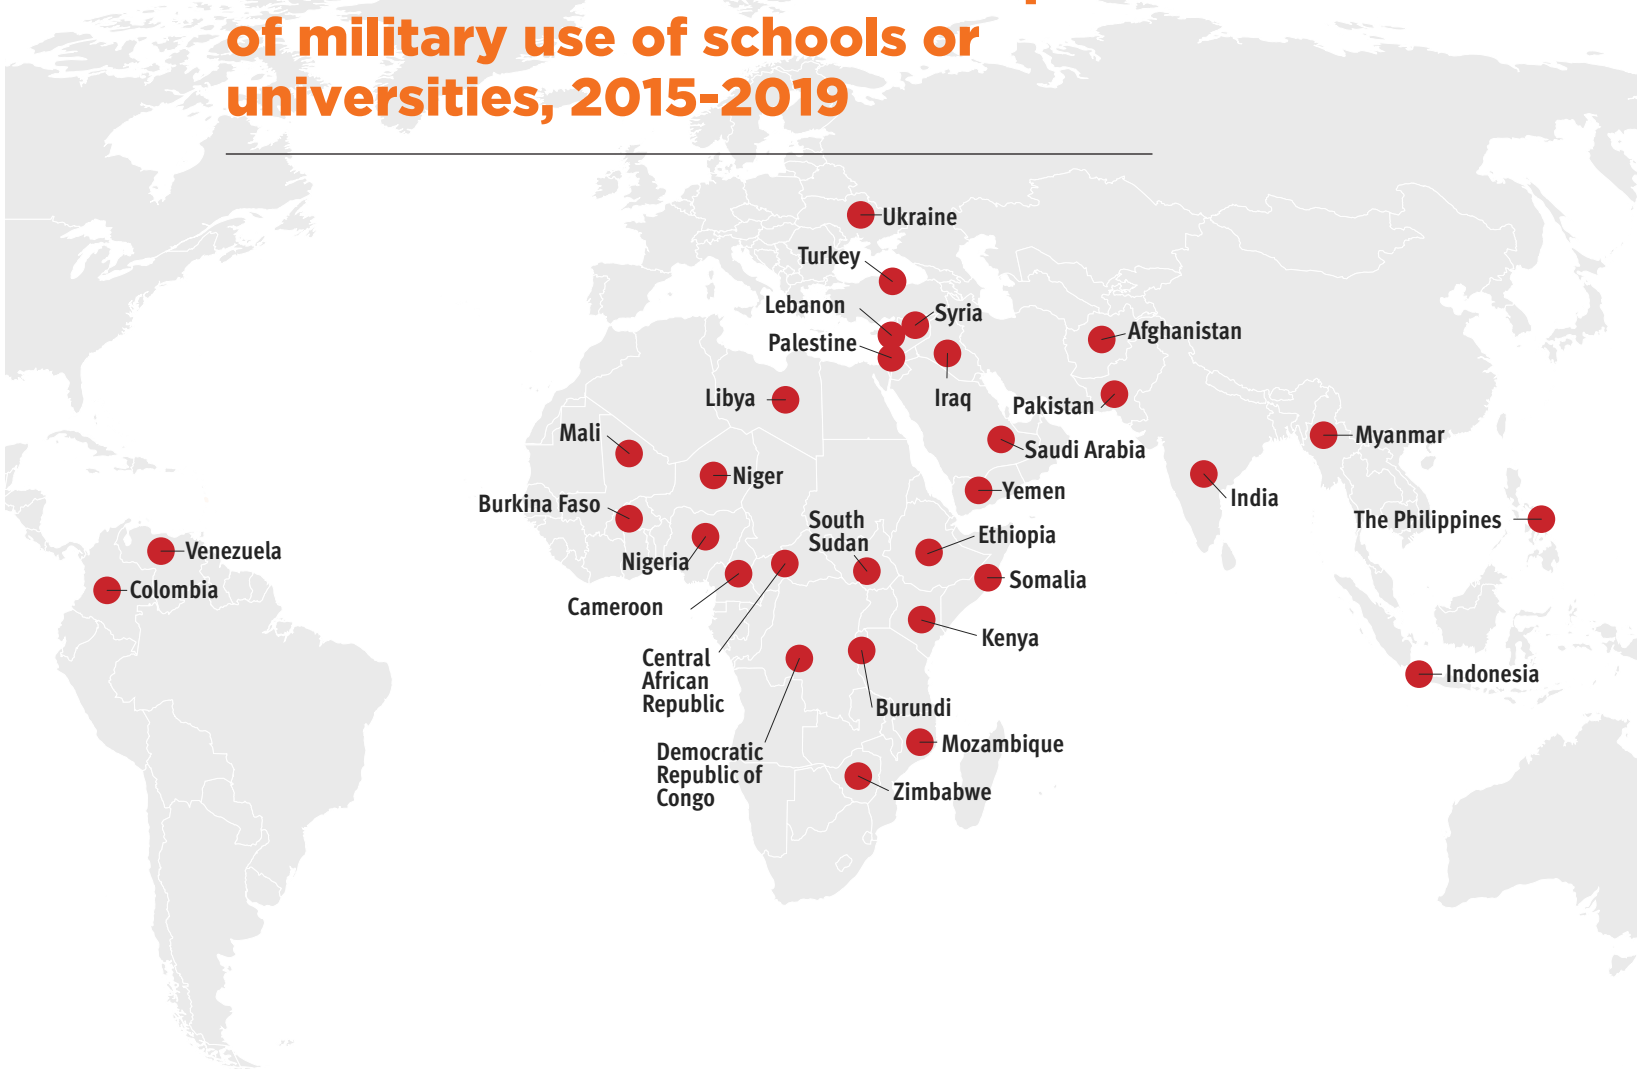 of military use of schools or
universities, 2015-2019
Ukraine
Turkey
Lebanon
Syria
Palestine
Afghanistan
Libya
Iraq
Pakistan
Mali
Saudi Arabia
Myanmar
Niger
Yemen
India
Burkina Faso
South
Sudan
The Philippines
Ethiopia
Venezuela
Nigeria
Colombia
Somalia
Cameroon
Kenya
Central
African
Republic
Indonesia
Burundi
Democratic
Republic of
Congo
Mozambique
Zimbabwe